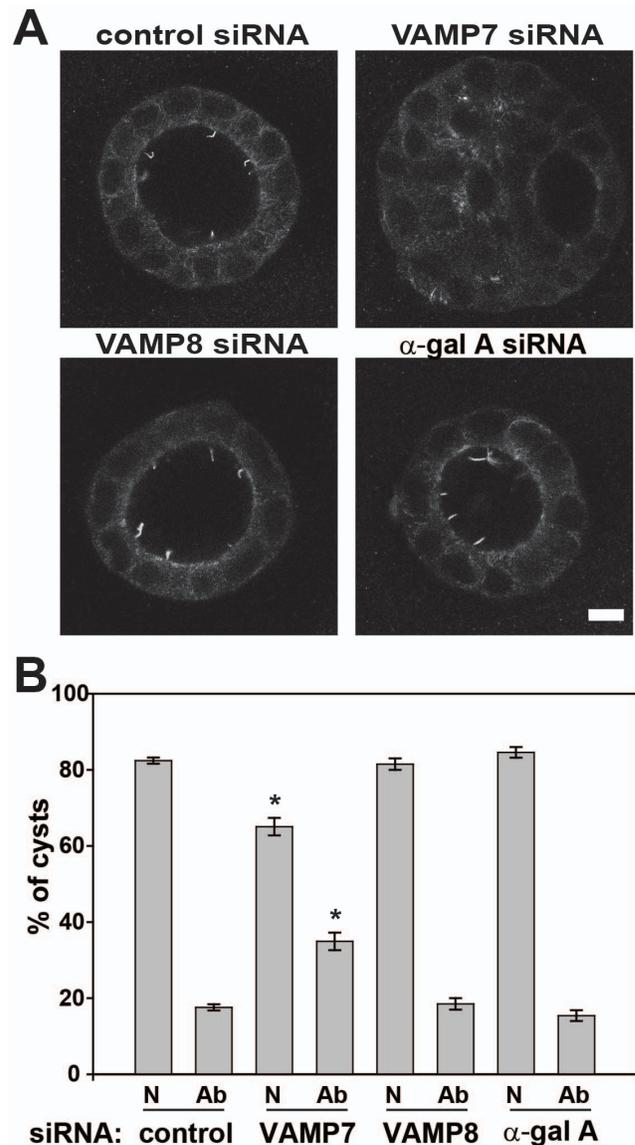 A
control siRNA VAMP7 siRNA
VAMP8 siRNA α-gal A siRNA
B
100
80
60
40
20
0
% of cysts
* *
N Ab N Ab N Ab N Ab
siRNA: control VAMP7 VAMP8 α-gal A